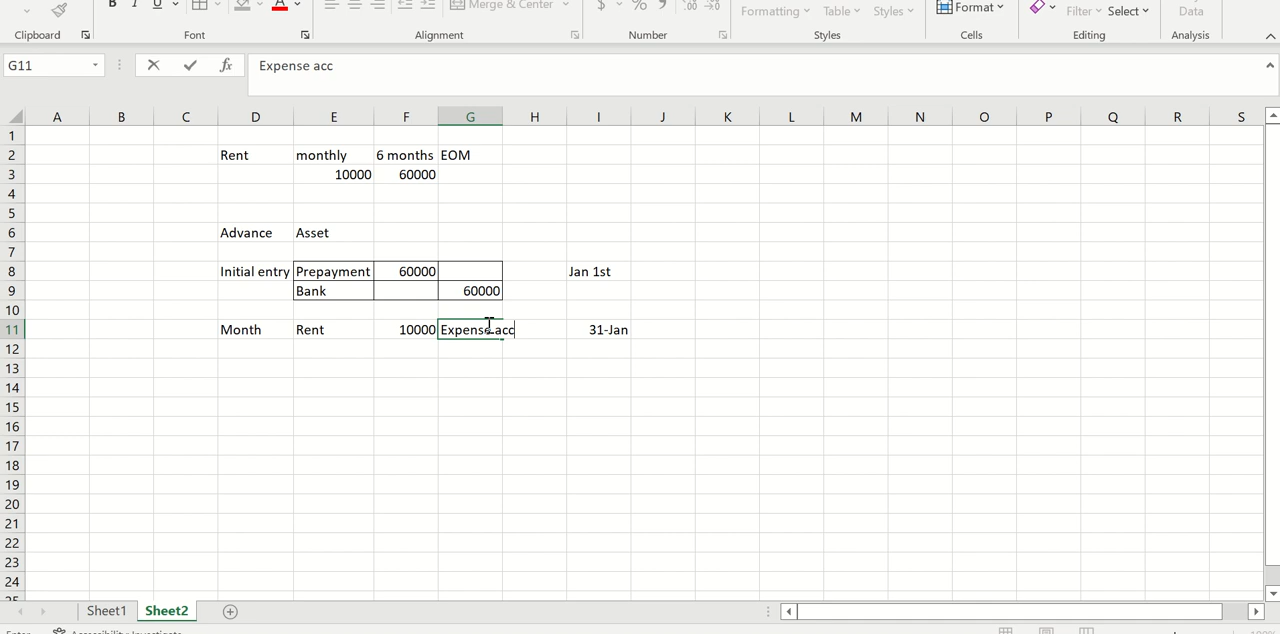 B I U A Merge & Center $ % Formatting Table Styles Format Filter Select Data
Clipboard Font Alignment Number Styles Cells Editing Analysis
G11 fx Expense acc
A B C D E F G H I J K L M N O P Q R S
1
2 Rent monthly 6 months EOM
3 10000 60000
4
5
6 Advance Asset
7
8 Initial entry Prepayment 60000 Jan 1st
9 Bank 60000
10
11 Month Rent 10000 Expense acc 31-Jan
12
13
14
15
16
17
18
19
20
21
22
23
24
25
Sheet1 Sheet2